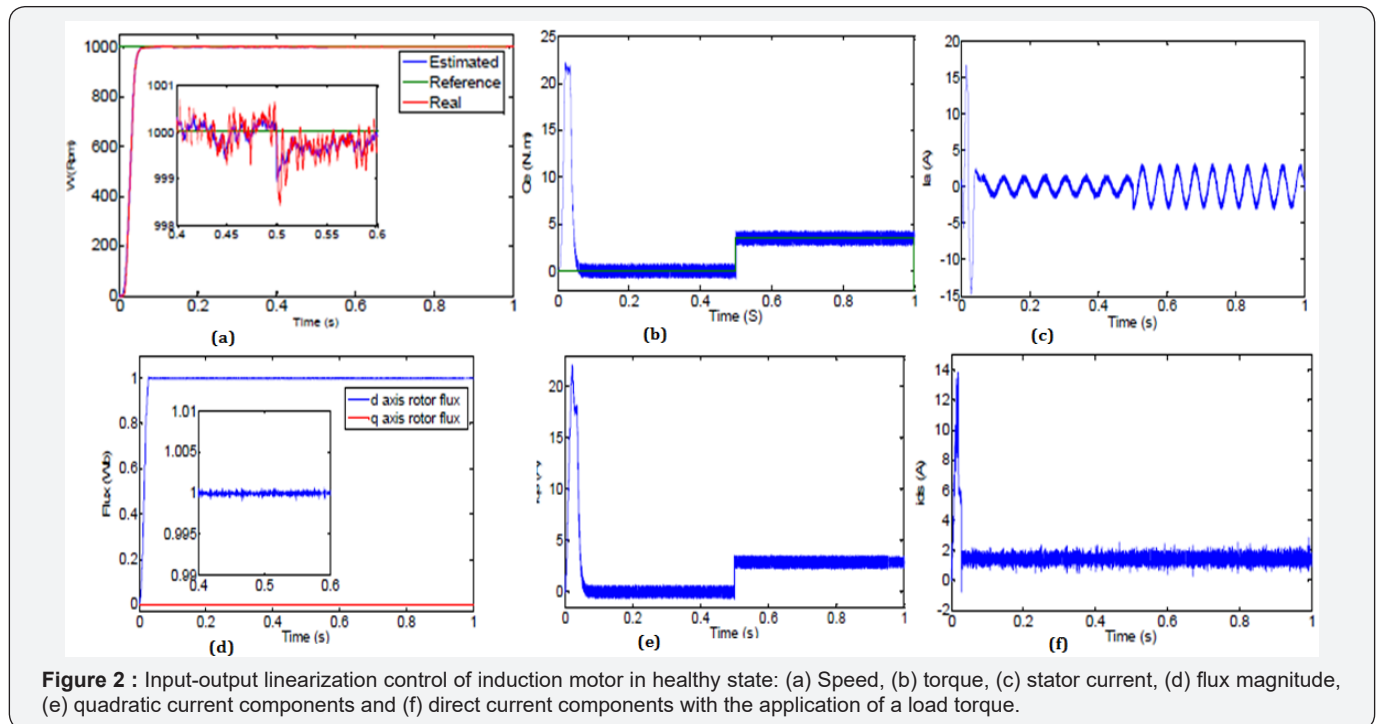 1000
800
600
400
200
0
W(Rpm)
1001
1000
999
998
0.4 0.45 0.5 0.55 0.6
Estimated
Reference
Real
0 0.2 0.4 0.6 0.8 1
Time (s)
(a)
25
20
15
10
5
0
(N.m)
0 0.2 0.4 0.6 0.8 1
Time (S)
(b)
20
15
10
5
0
-5
-10
-15
Ia (A)
0 0.2 0.4 0.6 0.8 1
Time (s)
(c)
1
0.8
0.6
0.4
0.2
0
Flux (Wb)
1.01
1.005
1
0.995
0.99
0.4 0.5 0.6
d axis rotor flux
q axis rotor flux
0 0.2 0.4 0.6 0.8 1
Time (s)
(d)
20
15
10
5
0
0 0.2 0.4 0.6 0.8 1
(e)
14
12
10
8
6
4
2
0
-2
ids (A)
0 0.2 0.4 0.6 0.8 1
Time (s)
(f)
Figure 2 : Input-output linearization control of induction motor in healthy state: (a) Speed, (b) torque, (c) stator current, (d) flux magnitude,
(e) quadratic current components and (f) direct current components with the application of a load torque.